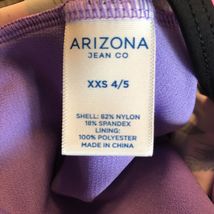 ARIZONA
JEAN CO
XXS 4/5
SHELL: 82% NYLON
18% SPANDEX
LINING:
100% POLYESTER
MADE IN CHINA